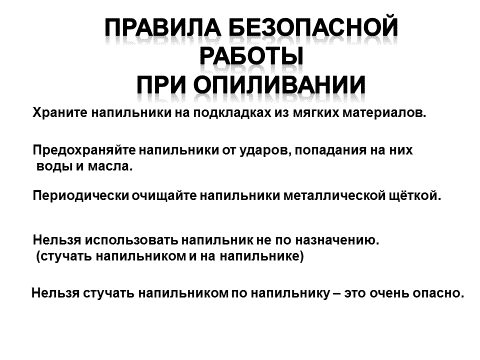 ПРАВИЛА БЕЗОПАСНОЙ
РАБОТЫ
ПРИ ОПИЛИВАНИИ
Храните напильники на подкладках из мягких материалов.
Предохраняйте напильники от ударов, попадания на них
воды и масла.
Периодически очищайте напильники металлической щёткой.
Нельзя использовать напильник не по назначению.
(стучать напильником и на напильнике)
Нельзя стучать напильником по напильнику – это очень опасно.